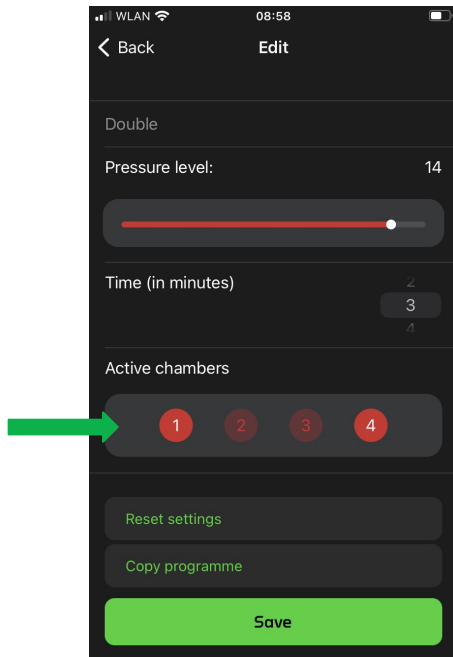 WLAN 08:58
Back Edit
Double
Pressure level: 14
Time (in minutes) 2
3
4
Active chambers
1 2 3 4
Reset settings
Copy programme
Save